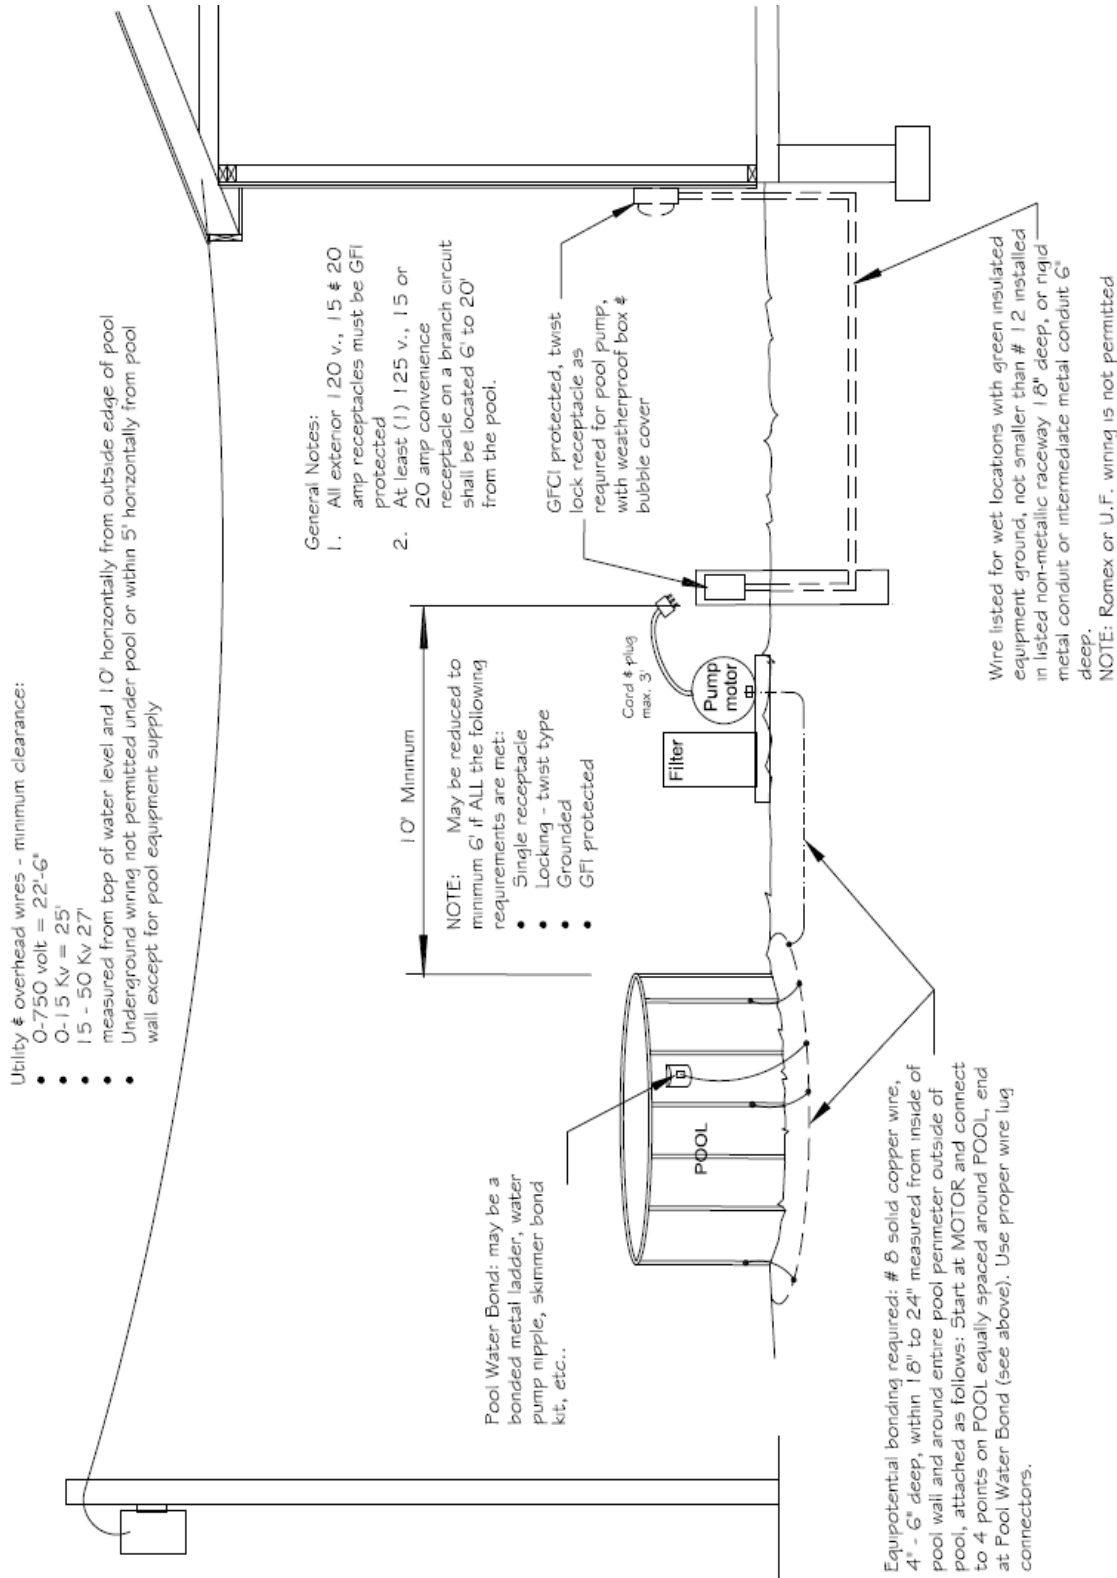 Utility & overhead wires - minimum clearance:
• 0-750 volt = 22'-6"
• 0-15 Kv = 25'
• 15 - 50 Kv 27'
• measured from top of water level and 10' horizontally from outside edge of pool
• Underground wiring not permitted under pool or within 5' horizontally from pool
wall except for pool equipment supply
General Notes:
1. All exterior 120 v., 15 & 20
amp receptacles must be GFI
protected
2. At least (1) 125 v., 15 or
20 amp convenience
receptacle on a branch circuit
shall be located 6' to 20'
from the pool.
10' Minimum
NOTE: May be reduced to
minimum 6' if ALL the following
requirements are met:
• Single receptacle
• Locking - twist type
• Grounded
• GFI protected
GFCI protected, twist
lock receptacle as
required for pool pump,
with weatherproof box &
bubble cover
Cord & plug
max. 3'
Filter
Pump
motor
Pool Water Bond: may be a
bonded metal ladder, water
pump nipple, skimmer bond
kit, etc..
POOL
Equipotential bonding required: # 8 solid copper wire,
4" - 6" deep, within 18" to 24" measured from inside of
pool wall and around entire pool perimeter outside of
pool, attached as follows: Start at MOTOR and connect
to 4 points on POOL equally spaced around POOL, end
at Pool Water Bond (see above). Use proper wire lug
connectors.
Wire listed for wet locations with green insulated
equipment ground, not smaller than # 12 installed
in listed non-metallic raceway 18" deep, or rigid
metal conduit or intermediate metal conduit 6"
deep.
NOTE: Romex or U.F. wiring is not permitted